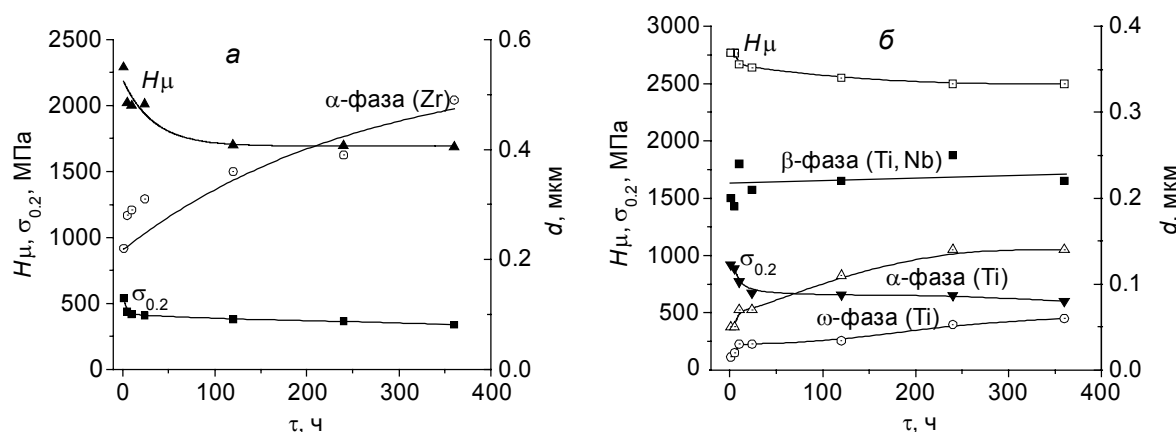 а
2500
2000
1500
1000
500
0
0.6
0.4
0.2
0.0
Hμ, σ0.2, МПа
d, мкм
Hμ
α-фаза (Zr)
σ0.2
0 100 200 300 400
τ, ч
б
3000
2500
2000
1500
1000
500
0
0.4
0.3
0.2
0.1
0.0
Hμ, σ0.2, МПа
d, мкм
Hμ
β-фаза (Ti, Nb)
σ0.2
α-фаза (Ti)
ω-фаза (Ti)
0 100 200 300 400
τ, ч